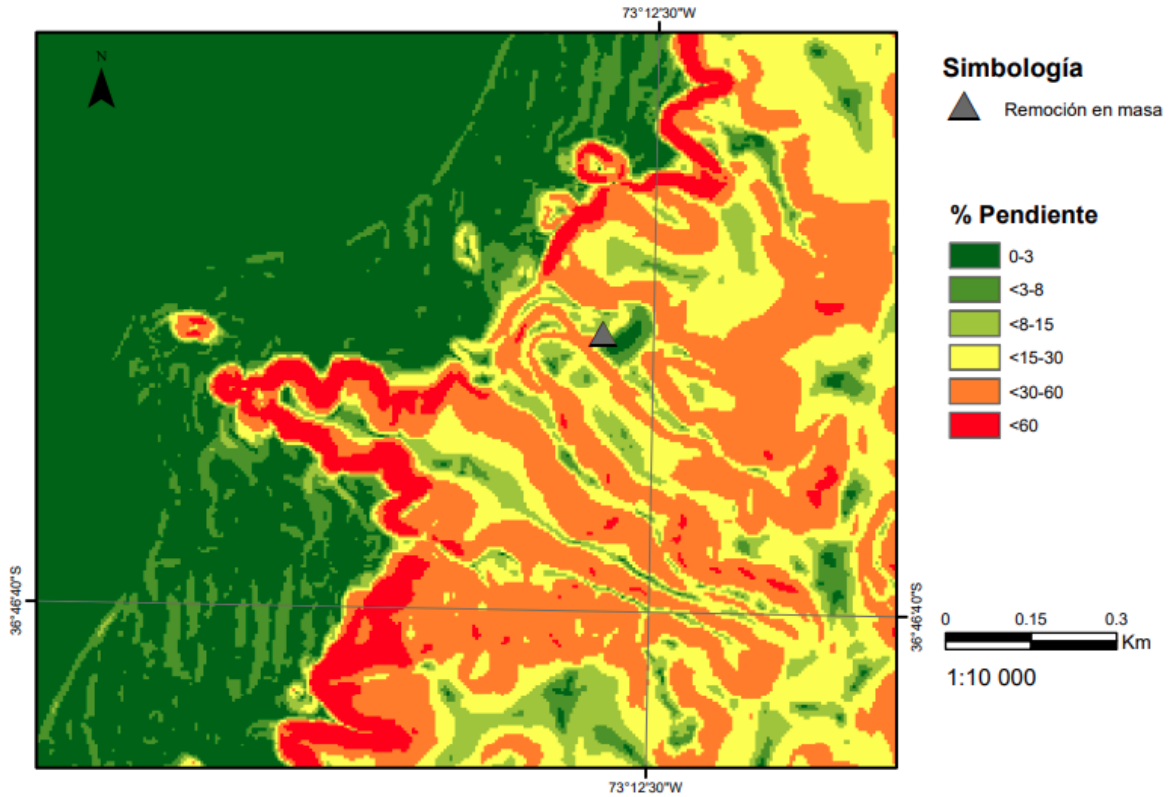 73°12'30"W
N
Simbología
Remoción en masa
% Pendiente
0-3
<3-8
<8-15
<15-30
<30-60
<60
36°46'40"S
36°46'40"S
0 0.15 0.3
Km
1:10 000
73°12'30"W